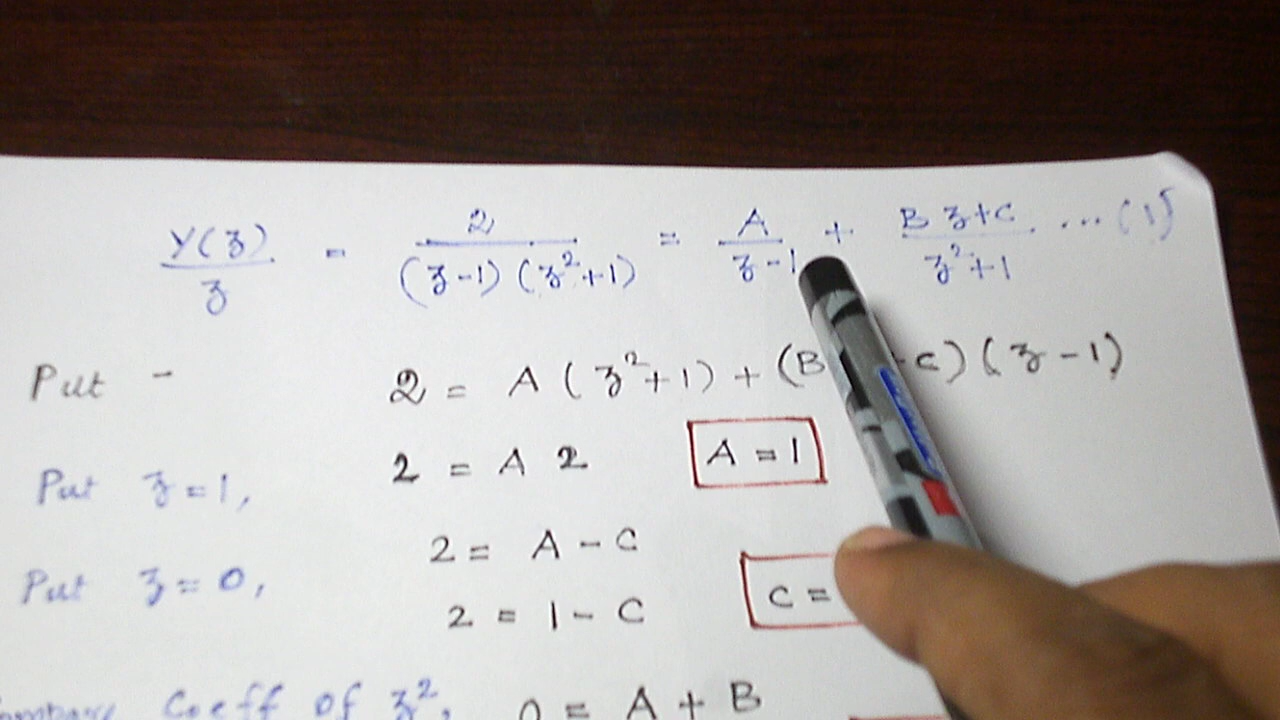 Y(z)/z = 2/((z-1)(z²+1)) = A/(z-1) + (Bz+C)/(z²+1) ...(1)
Put - 2 = A(z²+1) + (B C)(z-1)
2 = A 2 A = 1
Put z=1,
2 = A - C
Put z=0, C =
2 = 1 - C
Coeff of z², 0 = A + B